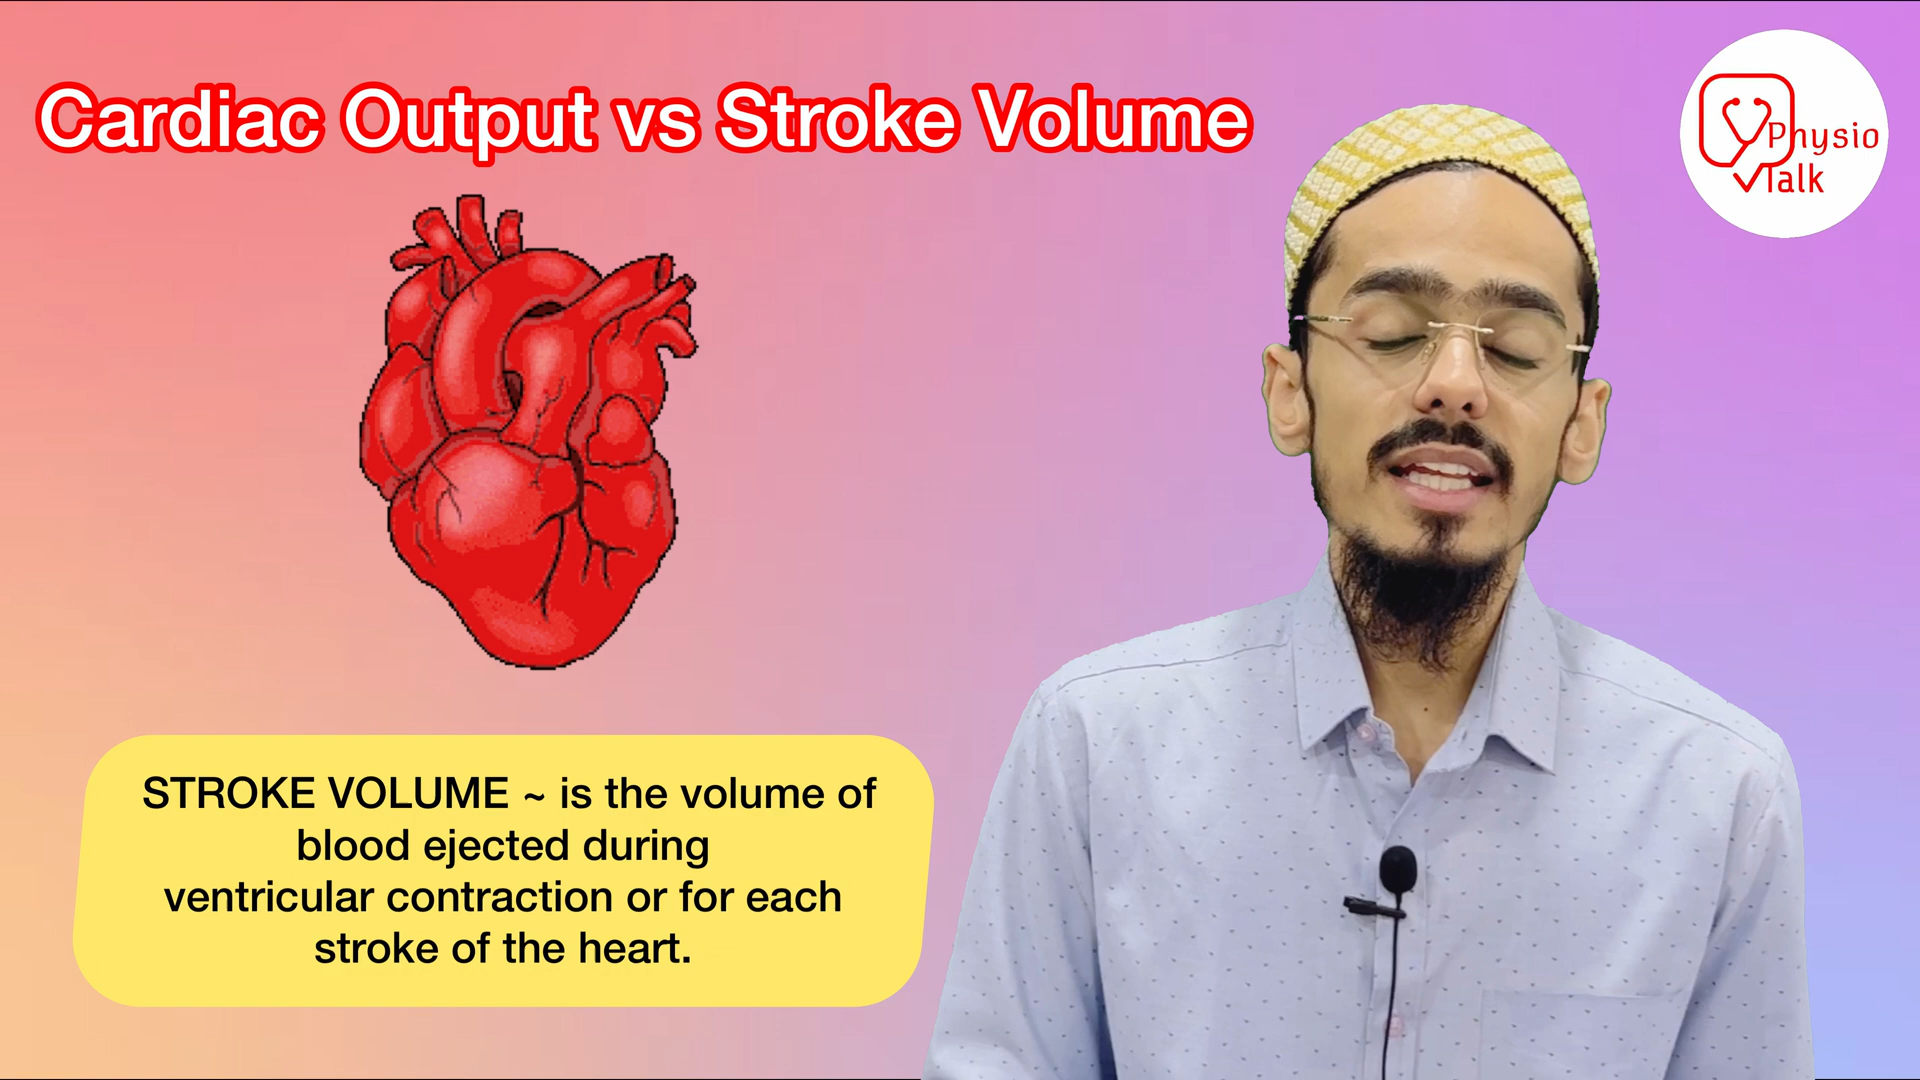 Cardiac Output vs Stroke Volume
Physio
Talk
STROKE VOLUME ~ is the volume of
blood ejected during
ventricular contraction or for each
stroke of the heart.